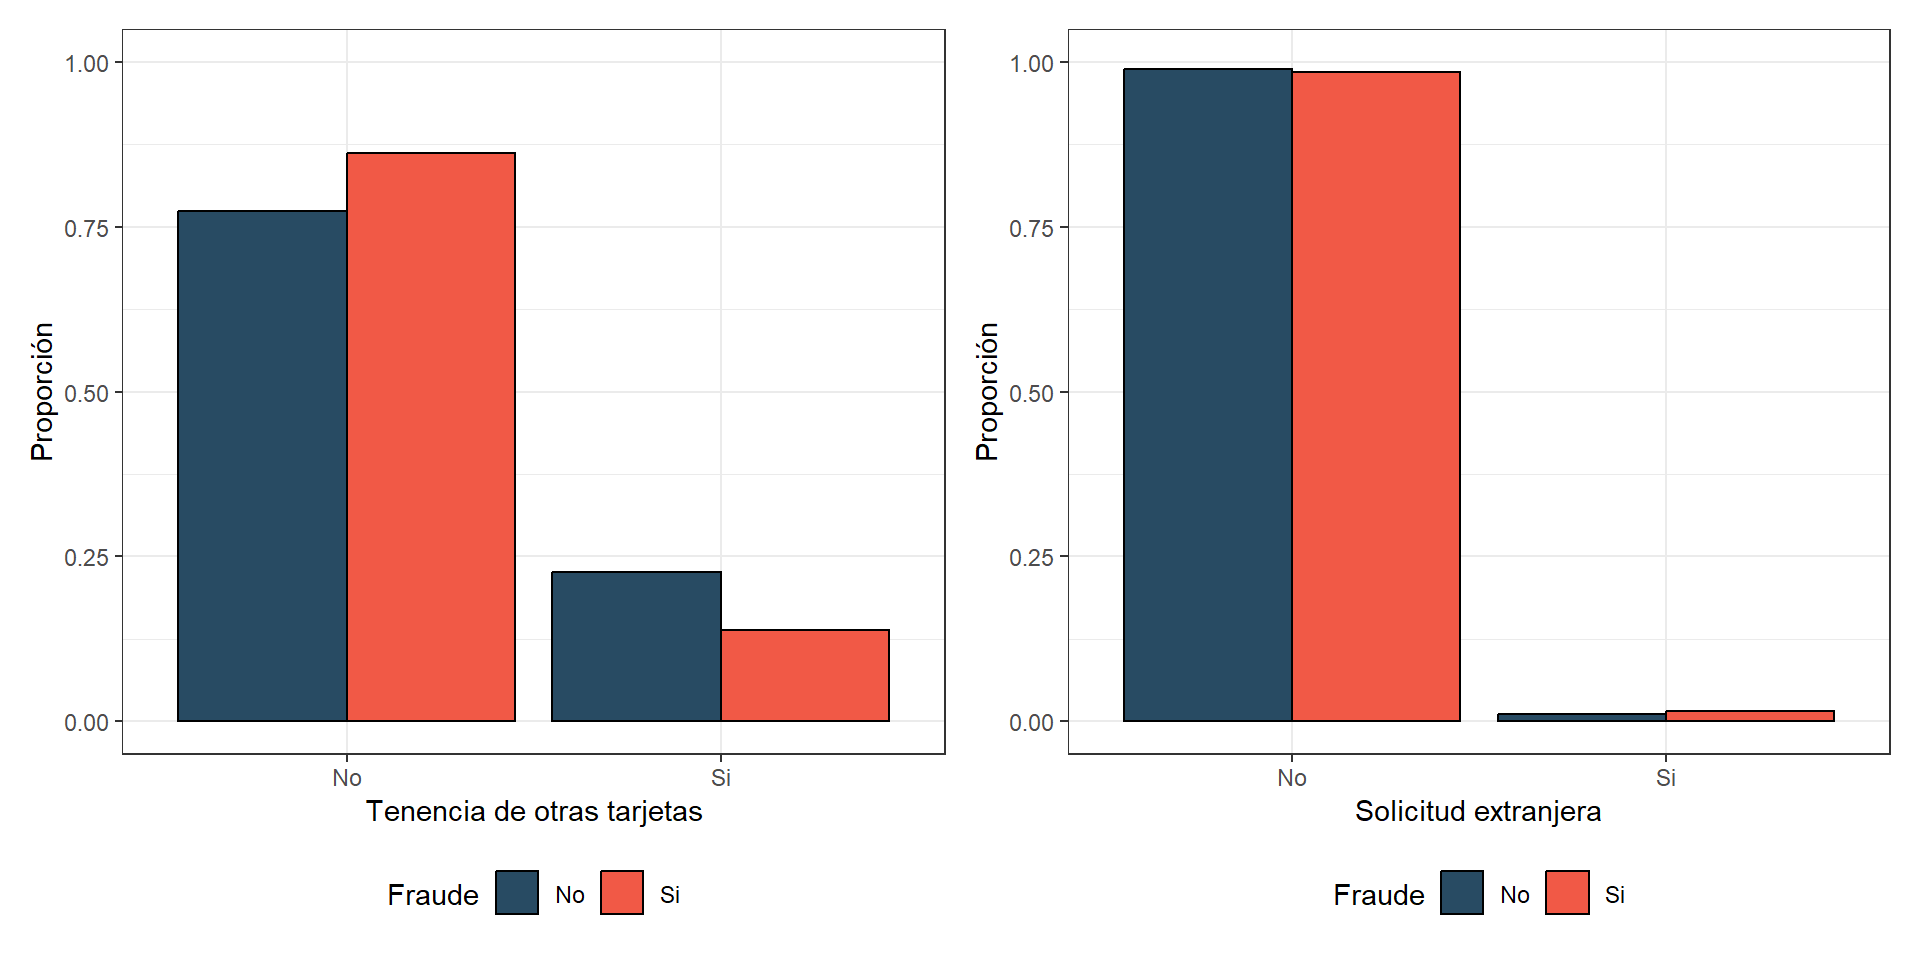 Proporción
1.00
0.75
0.50
0.25
0.00
No Si
Tenencia de otras tarjetas
Fraude No Si
Proporción
1.00
0.75
0.50
0.25
0.00
No Si
Solicitud extranjera
Fraude No Si